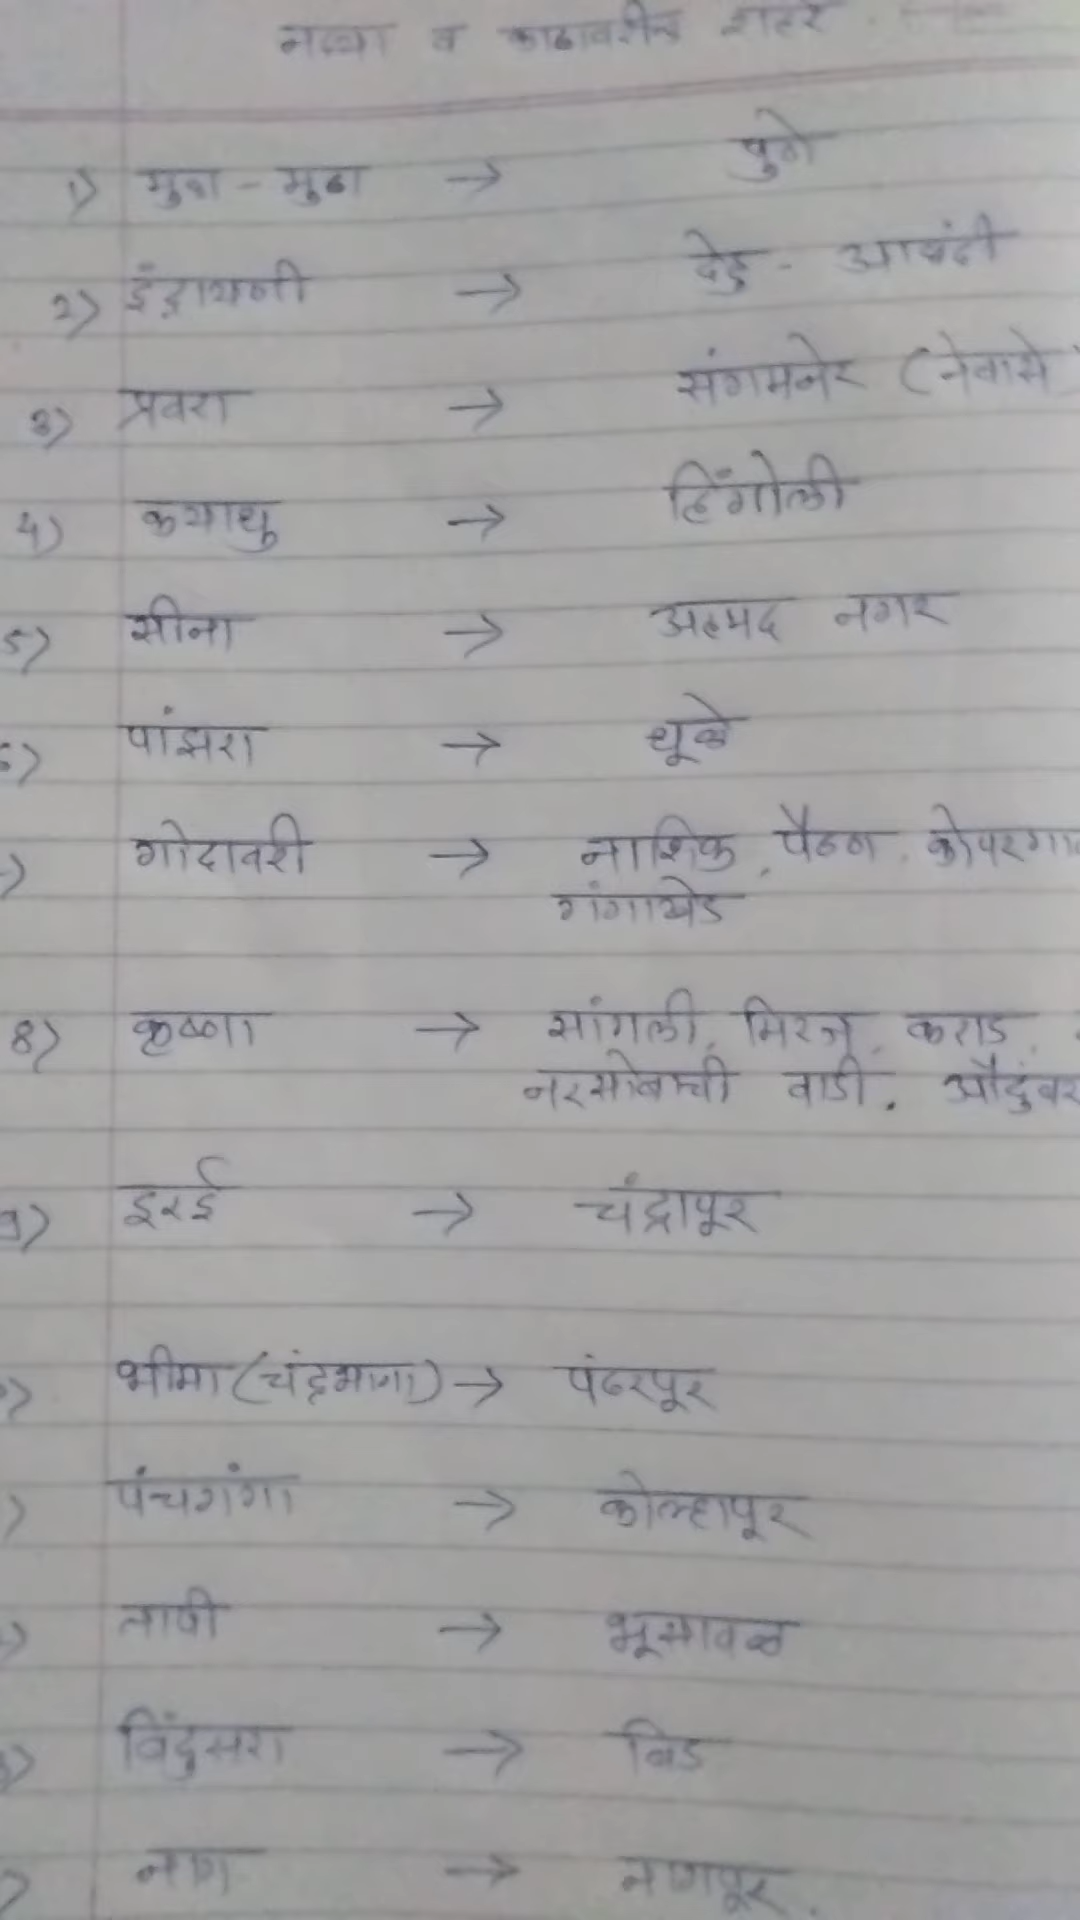 नद्या व काठावरील शहरे.
1) मुळा - मुठा → पुणे
2) इंद्रायणी → देहु - आळंदी
3) प्रवरा → संगमनेर (नेवासे
4) कयाधु → हिंगोली
5) सीना → अहमद नगर
6) पांझरा → धूळे
) गोदावरी → नाशिक, पैठण, कोपरगा
गंगाखेड
8) कृष्णा → सांगली, मिरज, कराड,
नरसोबाची वाडी. औदुंबर
9) इरई → चंद्रापूर
) भीमा (चंद्रभागा) → पंढरपूर
) पंचगंगा → कोल्हापूर
) तापी → भूसावळ
) बिंदुसरा → बिड
) नाग → नागपूर.